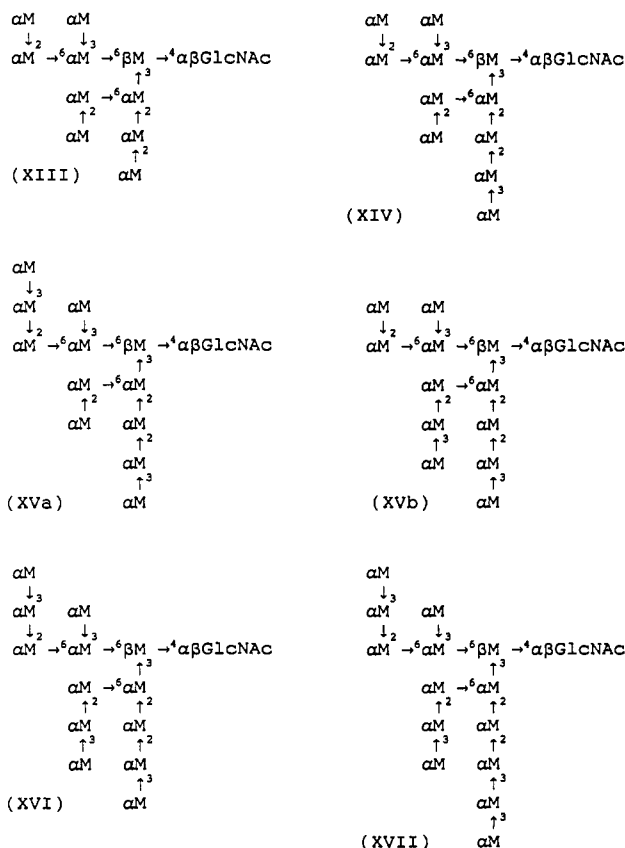 αM αM αM αM
↓ ↓₃ ↓ ↓₃
αM →⁶αM →⁶βM →⁴αβGlcNAc αM →⁶αM →⁶βM →⁴αβGlcNAc
↑³ ↑³
αM →⁶αM αM →⁶αM
↑² ↑² ↑² ↑²
αM αM αM αM
↑² ↑²
(XIII) αM αM
↑³
(XIV) αM
αM
↓₃
αM αM αM αM
↓₂ ↓₃ ↓₂ ↓₃
αM →⁶αM →⁶βM →⁴αβGlcNAc αM →⁶αM →⁶βM →⁴αβGlcNAc
↑³ ↑³
αM →⁶αM αM →⁶αM
↑² ↑² ↑² ↑²
αM αM αM αM
↑² ↑³ ↑²
αM αM αM
↑³ ↑³
(XVa) αM (XVb) αM
αM αM
↓₃ ↓₃
αM αM αM αM
↓₂ ↓₃ ↓₂ ↓₃
αM →⁶αM →⁶βM →⁴αβGlcNAc αM →⁶αM →⁶βM →⁴αβGlcNAc
↑³ ↑³
αM →⁶αM αM →⁶αM
↑² ↑² ↑² ↑²
αM αM αM αM
↑³ ↑² ↑³ ↑²
αM αM αM αM
↑³ ↑³
(XVI) αM αM
↑³
(XVII) αM